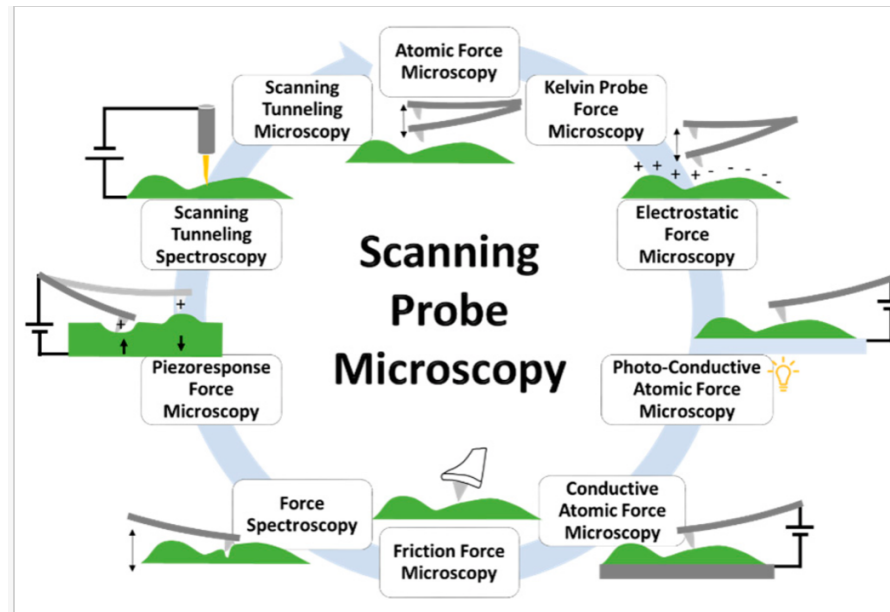 Atomic Force
Microscopy
Scanning
Tunneling
Microscopy
Kelvin Probe
Force
Microscopy
+ + + + - - - - -
Scanning
Tunneling
Spectroscopy
Electrostatic
Force
Microscopy
Scanning
Probe
Microscopy
+
+
Piezoresponse
Force
Microscopy
Photo-Conductive
Atomic Force
Microscopy
Force
Spectroscopy
Conductive
Atomic Force
Microscopy
Friction Force
Microscopy